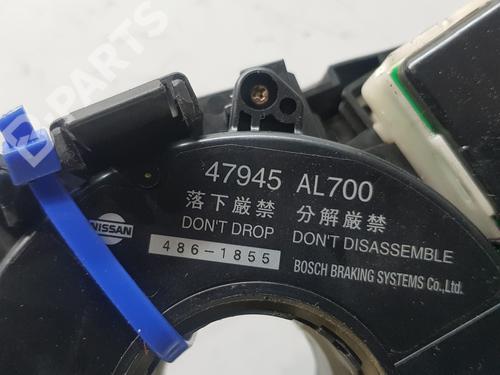 B-PARTS
47945 AL700
落下厳禁 分解厳禁
DON'T DROP DON'T DISASSEMBLE
NISSAN
486-1855
BOSCH BRAKING SYSTEMS Co.,Ltd.